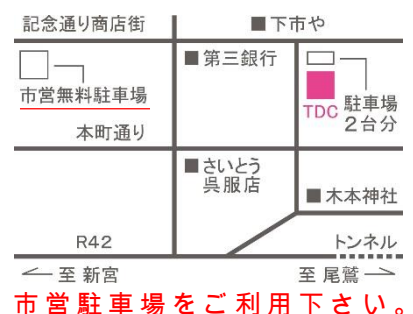 記念通り商店街
■下市や
■第三銀行
市営無料駐車場
TDC
駐車場
2台分
本町通り
■さいとう
呉服店
■木本神社
R42
トンネル
← 至 新宮
至 尾鷲 →
市営駐車場をご利用下さい。